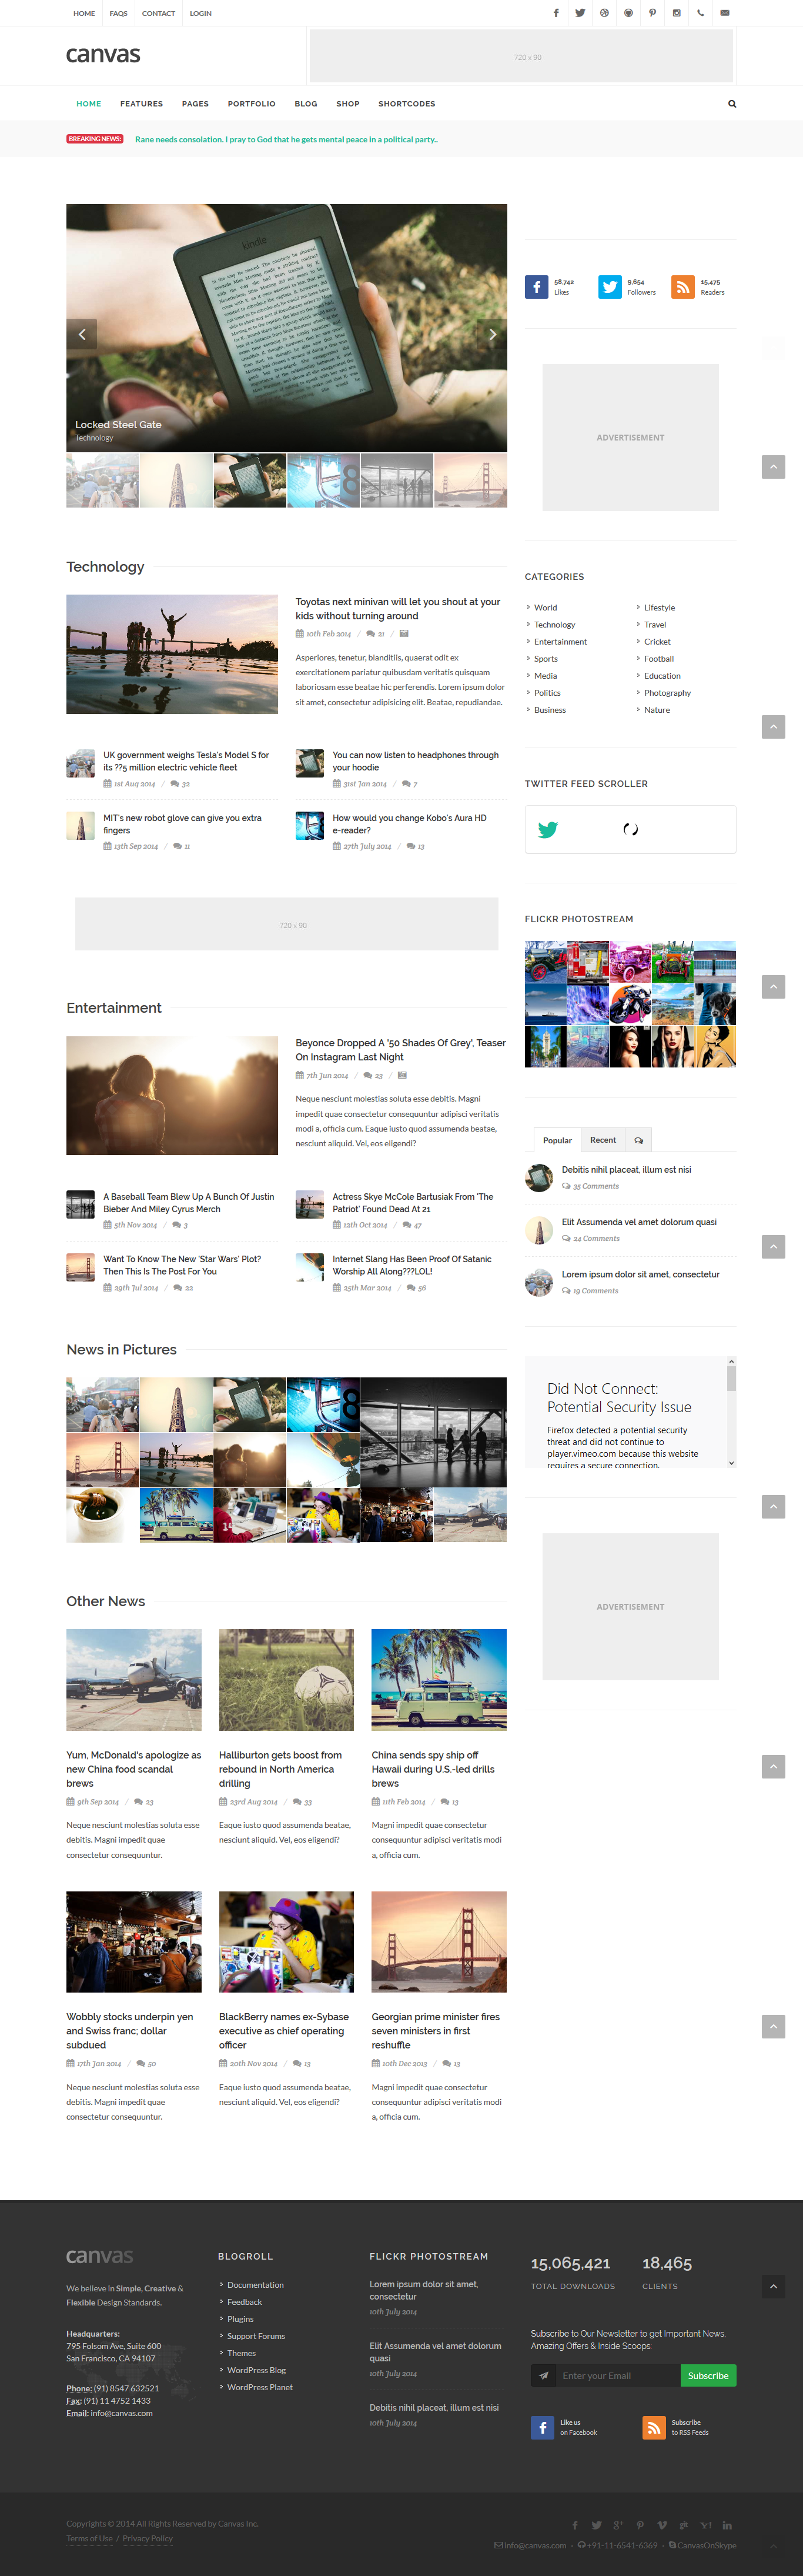 HOME FAQS CONTACT LOGIN
canvas
720 x 90
HOME FEATURES PAGES PORTFOLIO BLOG SHOP SHORTCODES
BREAKING NEWS: Rane needs consolation. I pray to God that he gets mental peace in a political party..
kindle
Locked Steel Gate
Technology
58,742
Likes
9,654
Followers
15,475
Readers
ADVERTISEMENT
Technology
Toyotas next minivan will let you shout at your
kids without turning around
10th Feb 2014 / 21 /
Asperiores, tenetur, blanditiis, quaerat odit ex
exercitationem pariatur quibusdam veritatis quisquam
laboriosam esse beatae hic perferendis. Lorem ipsum dolor
sit amet, consectetur adipisicing elit. Beatae, repudiandae.
UK government weighs Tesla's Model S for
its ??5 million electric vehicle fleet
1st Aug 2014 / 32
You can now listen to headphones through
your hoodie
31st Jan 2014 / 7
MIT's new robot glove can give you extra
fingers
13th Sep 2014 / 11
How would you change Kobo's Aura HD
e-reader?
27th July 2014 / 13
720 x 90
Entertainment
Beyonce Dropped A '50 Shades Of Grey', Teaser
On Instagram Last Night
7th Jun 2014 / 23 /
Neque nesciunt molestias soluta esse debitis. Magni
impedit quae consectetur consequuntur adipisci veritatis
modi a, officia cum. Eaque iusto quod assumenda beatae,
nesciunt aliquid. Vel, eos eligendi?
A Baseball Team Blew Up A Bunch Of Justin
Bieber And Miley Cyrus Merch
5th Nov 2014 / 3
Actress Skye McCole Bartusiak From 'The
Patriot' Found Dead At 21
12th Oct 2014 / 47
Want To Know The New 'Star Wars' Plot?
Then This Is The Post For You
29th Jul 2014 / 22
Internet Slang Has Been Proof Of Satanic
Worship All Along???LOL!
25th Mar 2014 / 56
News in Pictures
Other News
Yum, McDonald's apologize as
new China food scandal
brews
9th Sep 2014 / 23
Neque nesciunt molestias soluta esse
debitis. Magni impedit quae
consectetur consequuntur.
Halliburton gets boost from
rebound in North America
drilling
23rd Aug 2014 / 33
Eaque iusto quod assumenda beatae,
nesciunt aliquid. Vel, eos eligendi?
China sends spy ship off
Hawaii during U.S.-led drills
brews
11th Feb 2014 / 13
Magni impedit quae consectetur
consequuntur adipisci veritatis modi
a, officia cum.
Wobbly stocks underpin yen
and Swiss franc; dollar
subdued
17th Jan 2014 / 50
Neque nesciunt molestias soluta esse
debitis. Magni impedit quae
consectetur consequuntur.
BlackBerry names ex-Sybase
executive as chief operating
officer
20th Nov 2014 / 13
Eaque iusto quod assumenda beatae,
nesciunt aliquid. Vel, eos eligendi?
Georgian prime minister fires
seven ministers in first
reshuffle
10th Dec 2013 / 13
Magni impedit quae consectetur
consequuntur adipisci veritatis modi
a, officia cum.
CATEGORIES
World
Technology
Entertainment
Sports
Media
Politics
Business
Lifestyle
Travel
Cricket
Football
Education
Photography
Nature
TWITTER FEED SCROLLER
FLICKR PHOTOSTREAM
Popular Recent
Debitis nihil placeat, illum est nisi
35 Comments
Elit Assumenda vel amet dolorum quasi
24 Comments
Lorem ipsum dolor sit amet, consectetur
19 Comments
Did Not Connect:
Potential Security Issue
Firefox detected a potential security
threat and did not continue to
player.vimeo.com because this website
requires a secure connection.
ADVERTISEMENT
canvas
We believe in Simple, Creative &
Flexible Design Standards.
Headquarters:
795 Folsom Ave, Suite 600
San Francisco, CA 94107
Phone: (91) 8547 632521
Fax: (91) 11 4752 1433
Email: info@canvas.com
BLOGROLL
Documentation
Feedback
Plugins
Support Forums
Themes
WordPress Blog
WordPress Planet
FLICKR PHOTOSTREAM
Lorem ipsum dolor sit amet,
consectetur
10th July 2014
Elit Assumenda vel amet dolorum
quasi
10th July 2014
Debitis nihil placeat, illum est nisi
10th July 2014
15,065,421
TOTAL DOWNLOADS
18,465
CLIENTS
Subscribe to Our Newsletter to get Important News,
Amazing Offers & Inside Scoops:
Enter your Email Subscribe
Like us
on Facebook
Subscribe
to RSS Feeds
Copyrights © 2014 All Rights Reserved by Canvas Inc.
Terms of Use / Privacy Policy
info@canvas.com · +91-11-6541-6369 · CanvasOnSkype